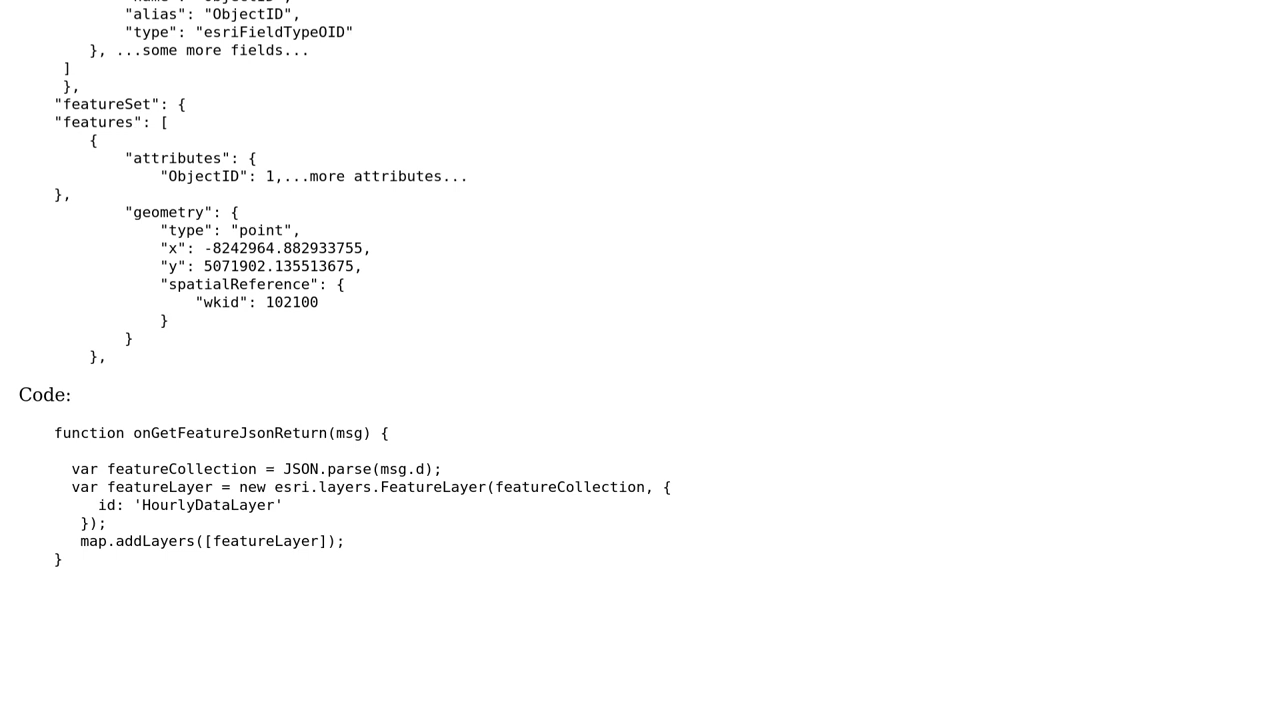 "alias": "ObjectID",
"type": "esriFieldTypeOID"
}, ...some more fields...
]
},
"featureSet": {
"features": [
{
"attributes": {
"ObjectID": 1,...more attributes...
},
"geometry": {
"type": "point",
"x": -8242964.882933755,
"y": 5071902.135513675,
"spatialReference": {
"wkid": 102100
}
}
},
Code:
function onGetFeatureJsonReturn(msg) {
var featureCollection = JSON.parse(msg.d);
var featureLayer = new esri.layers.FeatureLayer(featureCollection, {
id: 'HourlyDataLayer'
});
map.addLayers([featureLayer]);
}